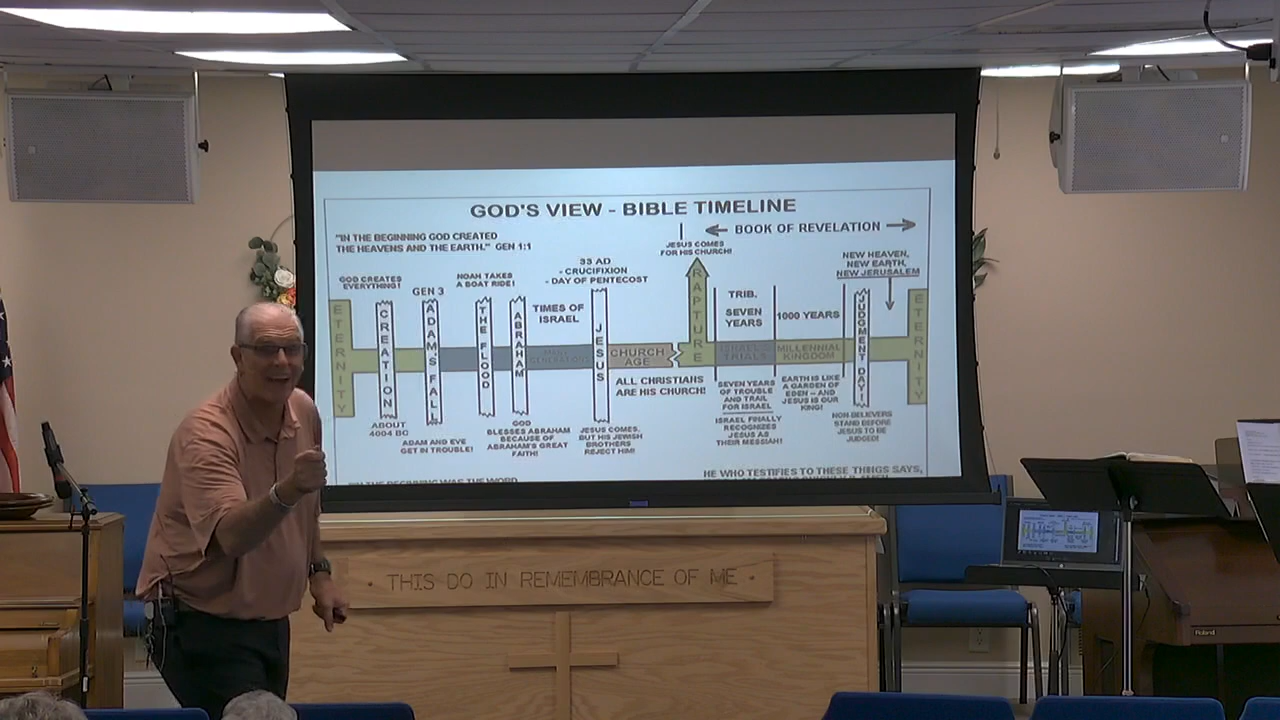 GOD'S VIEW - BIBLE TIMELINE
"IN THE BEGINNING GOD CREATED
THE HEAVENS AND THE EARTH." GEN 1:1
JESUS COMES
FOR HIS CHURCH!
BOOK OF REVELATION
GOD CREATES
EVERYTHING!
GEN 3
NOAH TAKES
A BOAT RIDE!
33 AD
- CRUCIFIXION
- DAY OF PENTECOST
NEW HEAVEN,
NEW EARTH,
NEW JERUSALEM
ETERNITY
CREATION
ADAM'S FALL
THE FLOOD
ABRAHAM
TIMES OF
ISRAEL
JESUS
CHURCH
AGE
RAPTURE
TRIB.
SEVEN
YEARS
1000 YEARS
ISRAEL'S
TRIALS
MILLENNIAL
KINGDOM
JUDGMENT DAY!
ETERNITY
ALL CHRISTIANS
ARE HIS CHURCH!
ABOUT
4004 BC
ADAM AND EVE
GET IN TROUBLE!
GOD
BLESSES ABRAHAM
BECAUSE OF
ABRAHAM'S GREAT
FAITH!
JESUS COMES,
BUT HIS JEWISH
BROTHERS
REJECT HIM!
SEVEN YEARS
OF TROUBLE
AND TRAIL
FOR ISRAEL
ISRAEL FINALLY
RECOGNIZES
JESUS AS
THEIR MESSIAH!
EARTH IS LIKE
A GARDEN OF
EDEN -- AND
JESUS IS OUR
KING!
NON-BELIEVERS
STAND BEFORE
JESUS TO BE
JUDGED!
"IN THE BEGINNING WAS THE WORD
HE WHO TESTIFIES TO THESE THINGS SAYS,
THIS DO IN REMEMBRANCE OF ME
Roland